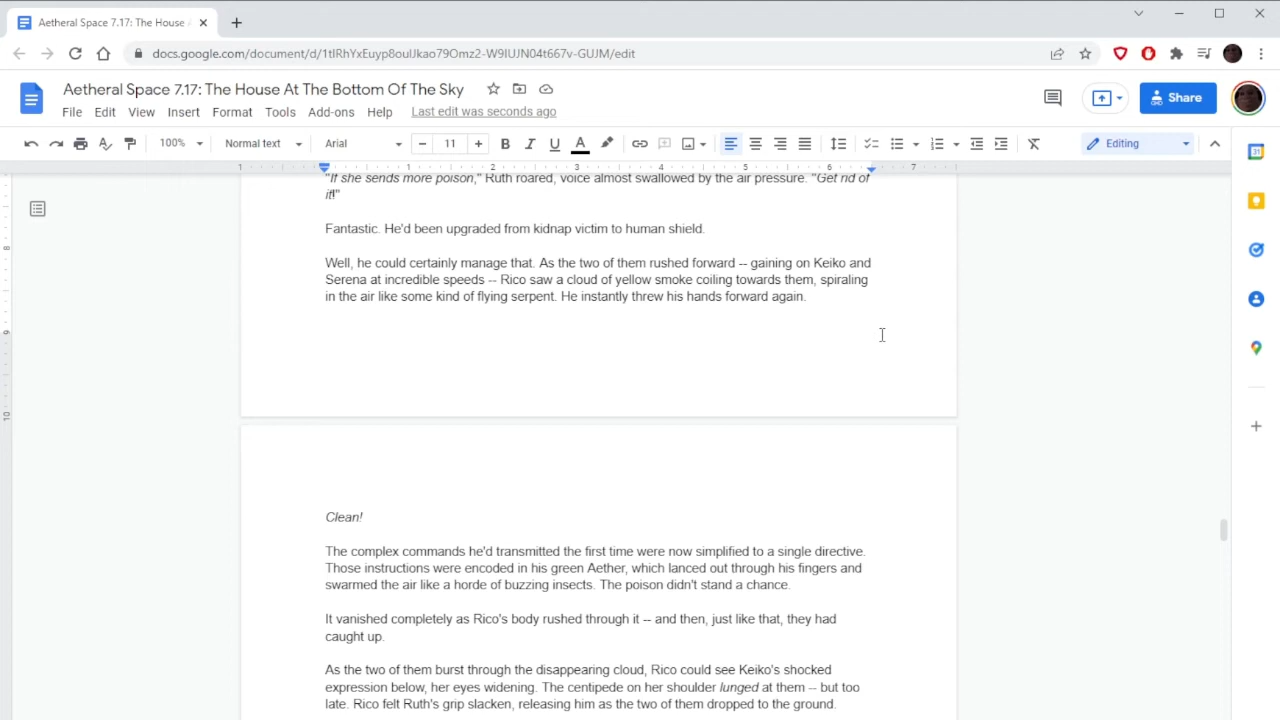 Aetheral Space 7.17: The House A
docs.google.com/document/d/1tIRhYxEuyp8ouIJkao79Omz2-W9IUJN04t667v-GUJM/edit
Aetheral Space 7.17: The House At The Bottom Of The Sky
File Edit View Insert Format Tools Add-ons Help Last edit was seconds ago
Share
100% Normal text Arial 11 Editing
1 1 2 3 4 5 6 7
"If she sends more poison," Ruth roared, voice almost swallowed by the air pressure. "Get rid of
it!"
Fantastic. He'd been upgraded from kidnap victim to human shield.
Well, he could certainly manage that. As the two of them rushed forward -- gaining on Keiko and
Serena at incredible speeds -- Rico saw a cloud of yellow smoke coiling towards them, spiraling
in the air like some kind of flying serpent. He instantly threw his hands forward again.
Clean!
The complex commands he'd transmitted the first time were now simplified to a single directive.
Those instructions were encoded in his green Aether, which lanced out through his fingers and
swarmed the air like a horde of buzzing insects. The poison didn't stand a chance.
It vanished completely as Rico's body rushed through it -- and then, just like that, they had
caught up.
As the two of them burst through the disappearing cloud, Rico could see Keiko's shocked
expression below, her eyes widening. The centipede on her shoulder lunged at them -- but too
late. Rico felt Ruth's grip slacken, releasing him as the two of them dropped to the ground.
8
9
10
31